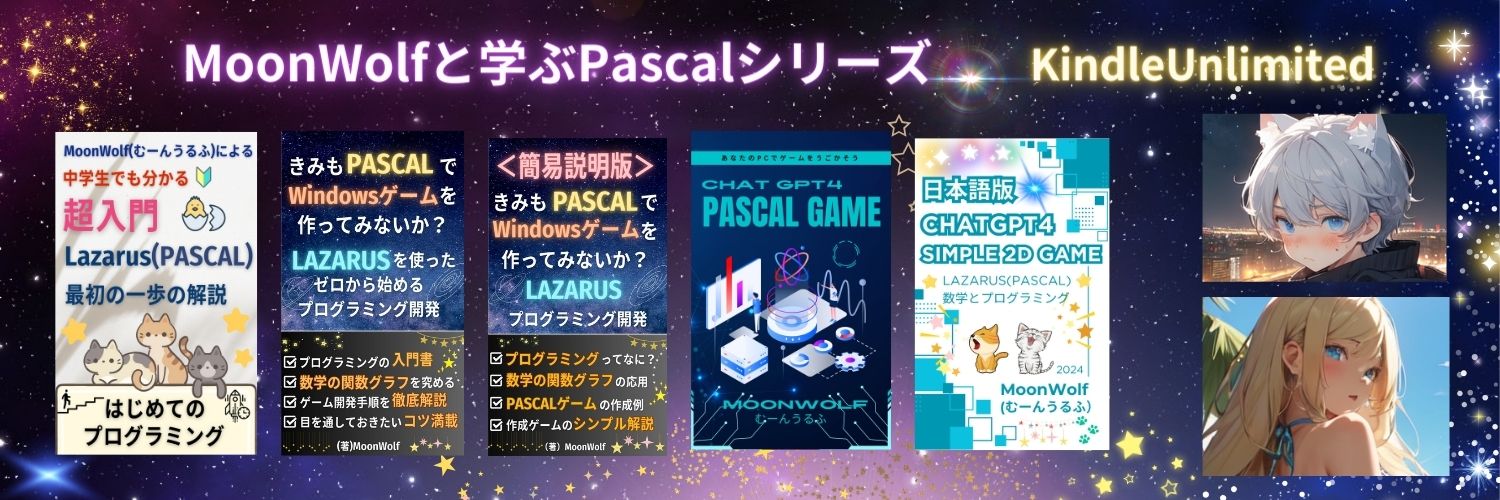 MoonWolfと学ぶPascalシリーズ
KindleUnlimited
MoonWolf(むーんうるふ)による
中学生でも分かる
超入門
Lazarus(PASCAL)
最初の一歩の解説
はじめての
プログラミング
きみもPASCALで
Windowsゲームを
作ってみないか？
LAZARUSを使った
ゼロから始める
プログラミング開発
プログラミングの入門書
数学の関数グラフを究める
ゲーム開発手順を徹底解説
目を通しておきたいコツ満載
(著)MoonWolf
＜簡易説明版＞
きみもPASCALで
Windowsゲームを
作ってみないか？
LAZARUS
プログラミング開発
プログラミングってなに？
数学の関数グラフの応用
PASCALゲームの作成例
作成ゲームのシンプル解説
(著) MoonWolf
あなたのPCでゲームをうごかそう
CHAT GPT4
PASCAL GAME
MOONWOLF
むーんうるふ
日本語版
CHATGPT4
SIMPLE 2D GAME
LAZARUS(PASCAL)
数学とプログラミング
2024
MoonWolf
(むーんうるふ)